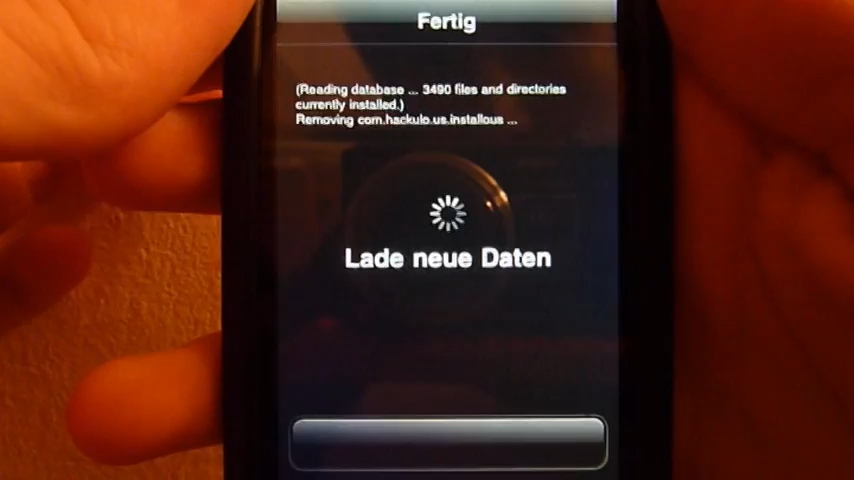 Fertig
(Reading database ... 3490 files and directories
currently installed.)
Removing com.hackulo.us.installous ...
Lade neue Daten